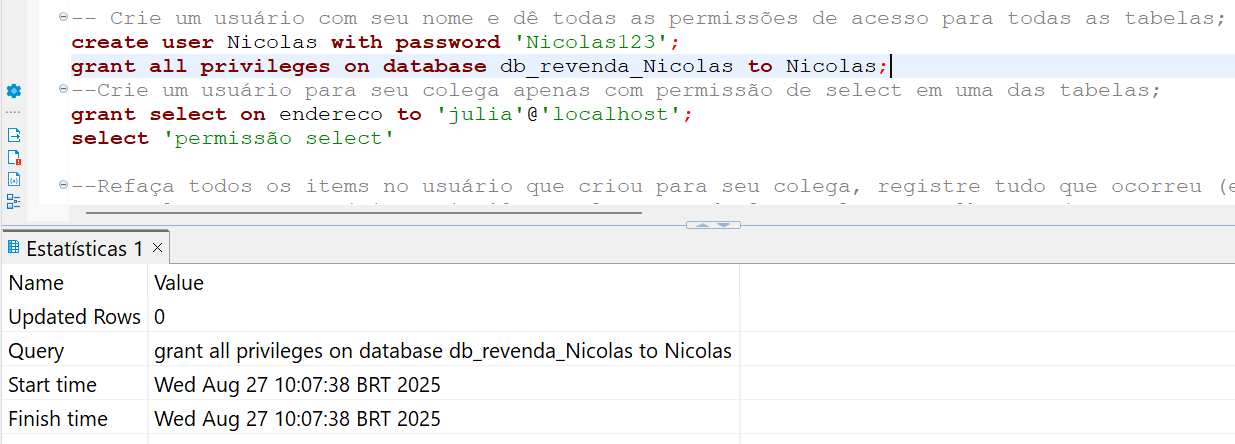 -- Crie um usuário com seu nome e dê todas as permissões de acesso para todas as tabelas;
create user Nicolas with password 'Nicolas123';
grant all privileges on database db_revenda_Nicolas to Nicolas;
--Crie um usuário para seu colega apenas com permissão de select em uma das tabelas;
grant select on endereco to 'julia'@'localhost';
select 'permissão select'
--Refaça todos os items no usuário que criou para seu colega, registre tudo que ocorreu (e
Estatísticas 1
Name Value
Updated Rows 0
Query grant all privileges on database db_revenda_Nicolas to Nicolas
Start time Wed Aug 27 10:07:38 BRT 2025
Finish time Wed Aug 27 10:07:38 BRT 2025